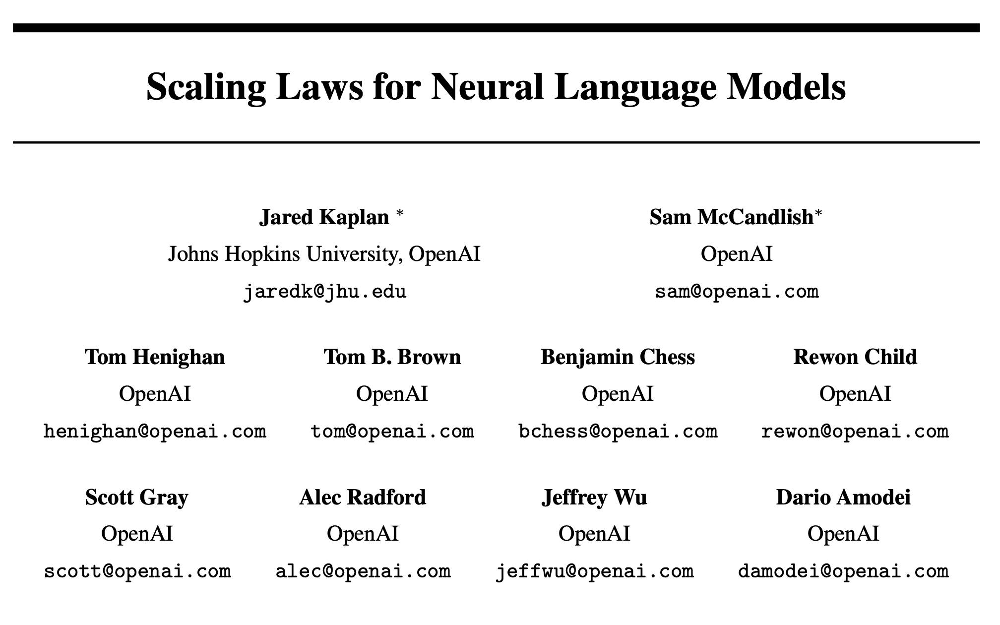 Scaling Laws for Neural Language Models
Jared Kaplan * Sam McCandlish*
Johns Hopkins University, OpenAI OpenAI
jaredk@jhu.edu sam@openai.com
Tom Henighan Tom B. Brown Benjamin Chess Rewon Child
OpenAI OpenAI OpenAI OpenAI
henighan@openai.com tom@openai.com bchess@openai.com rewon@openai.com
Scott Gray Alec Radford Jeffrey Wu Dario Amodei
OpenAI OpenAI OpenAI OpenAI
scott@openai.com alec@openai.com jeffwu@openai.com damodei@openai.com